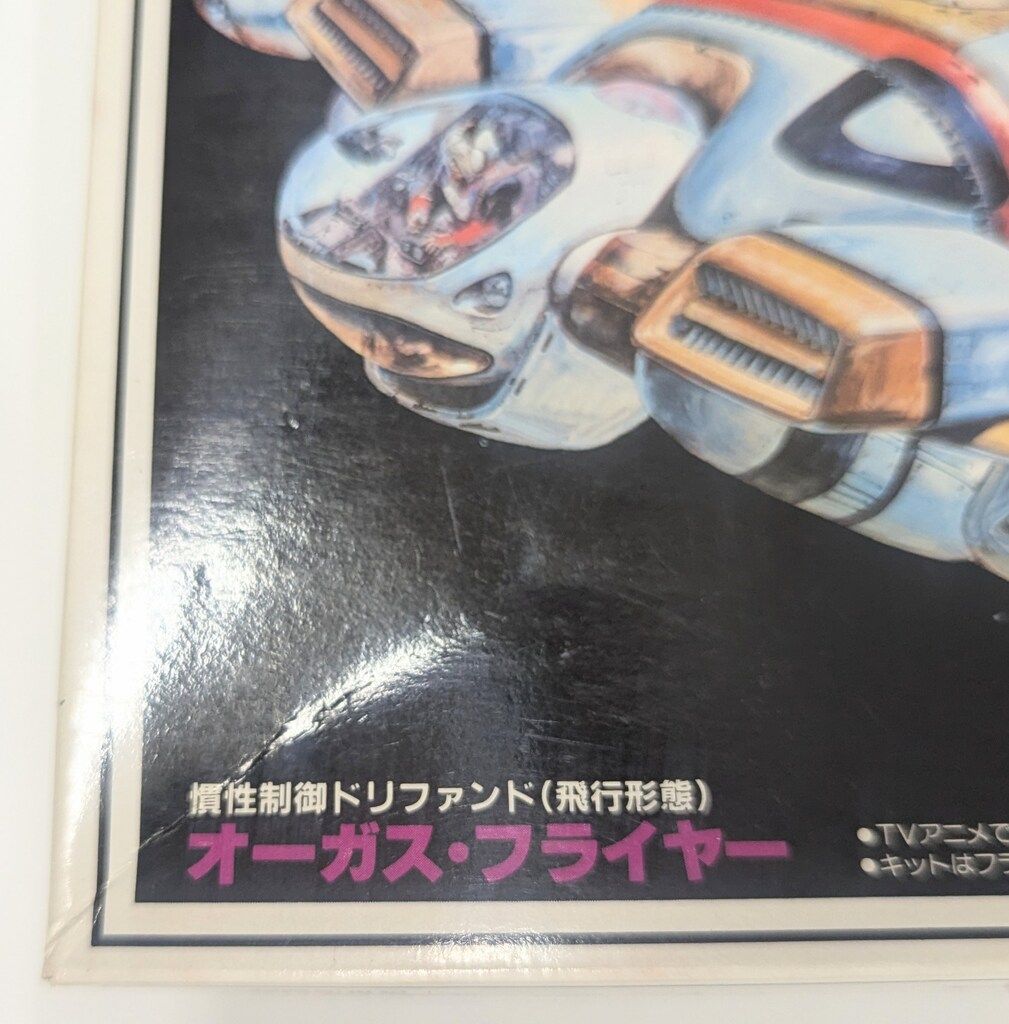 慣性制御ドリファンド(飛行形態)
オーガス・フライヤー
●TVアニメで
●キットはフラ